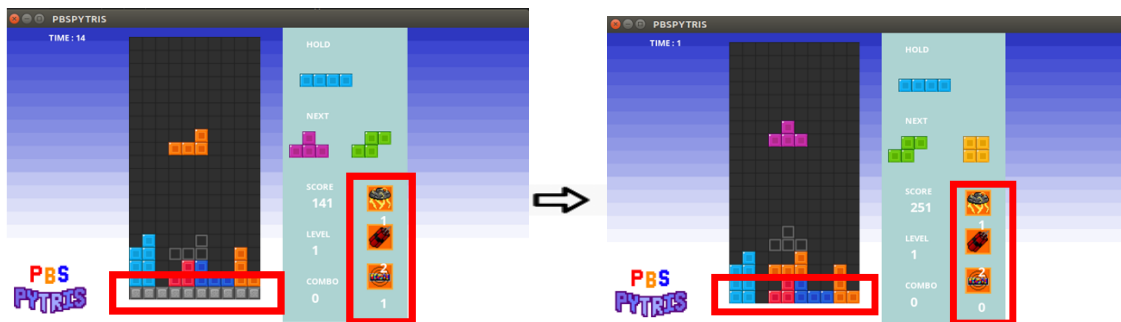 PBSPYTRIS
TIME : 14
HOLD
NEXT
SCORE
141
1
LEVEL
1
2
COMBO
0
1
PBS
PYTRIS
PBSPYTRIS
TIME : 1
HOLD
NEXT
SCORE
251
1
LEVEL
1
2
COMBO
0
0
PBS
PYTRIS